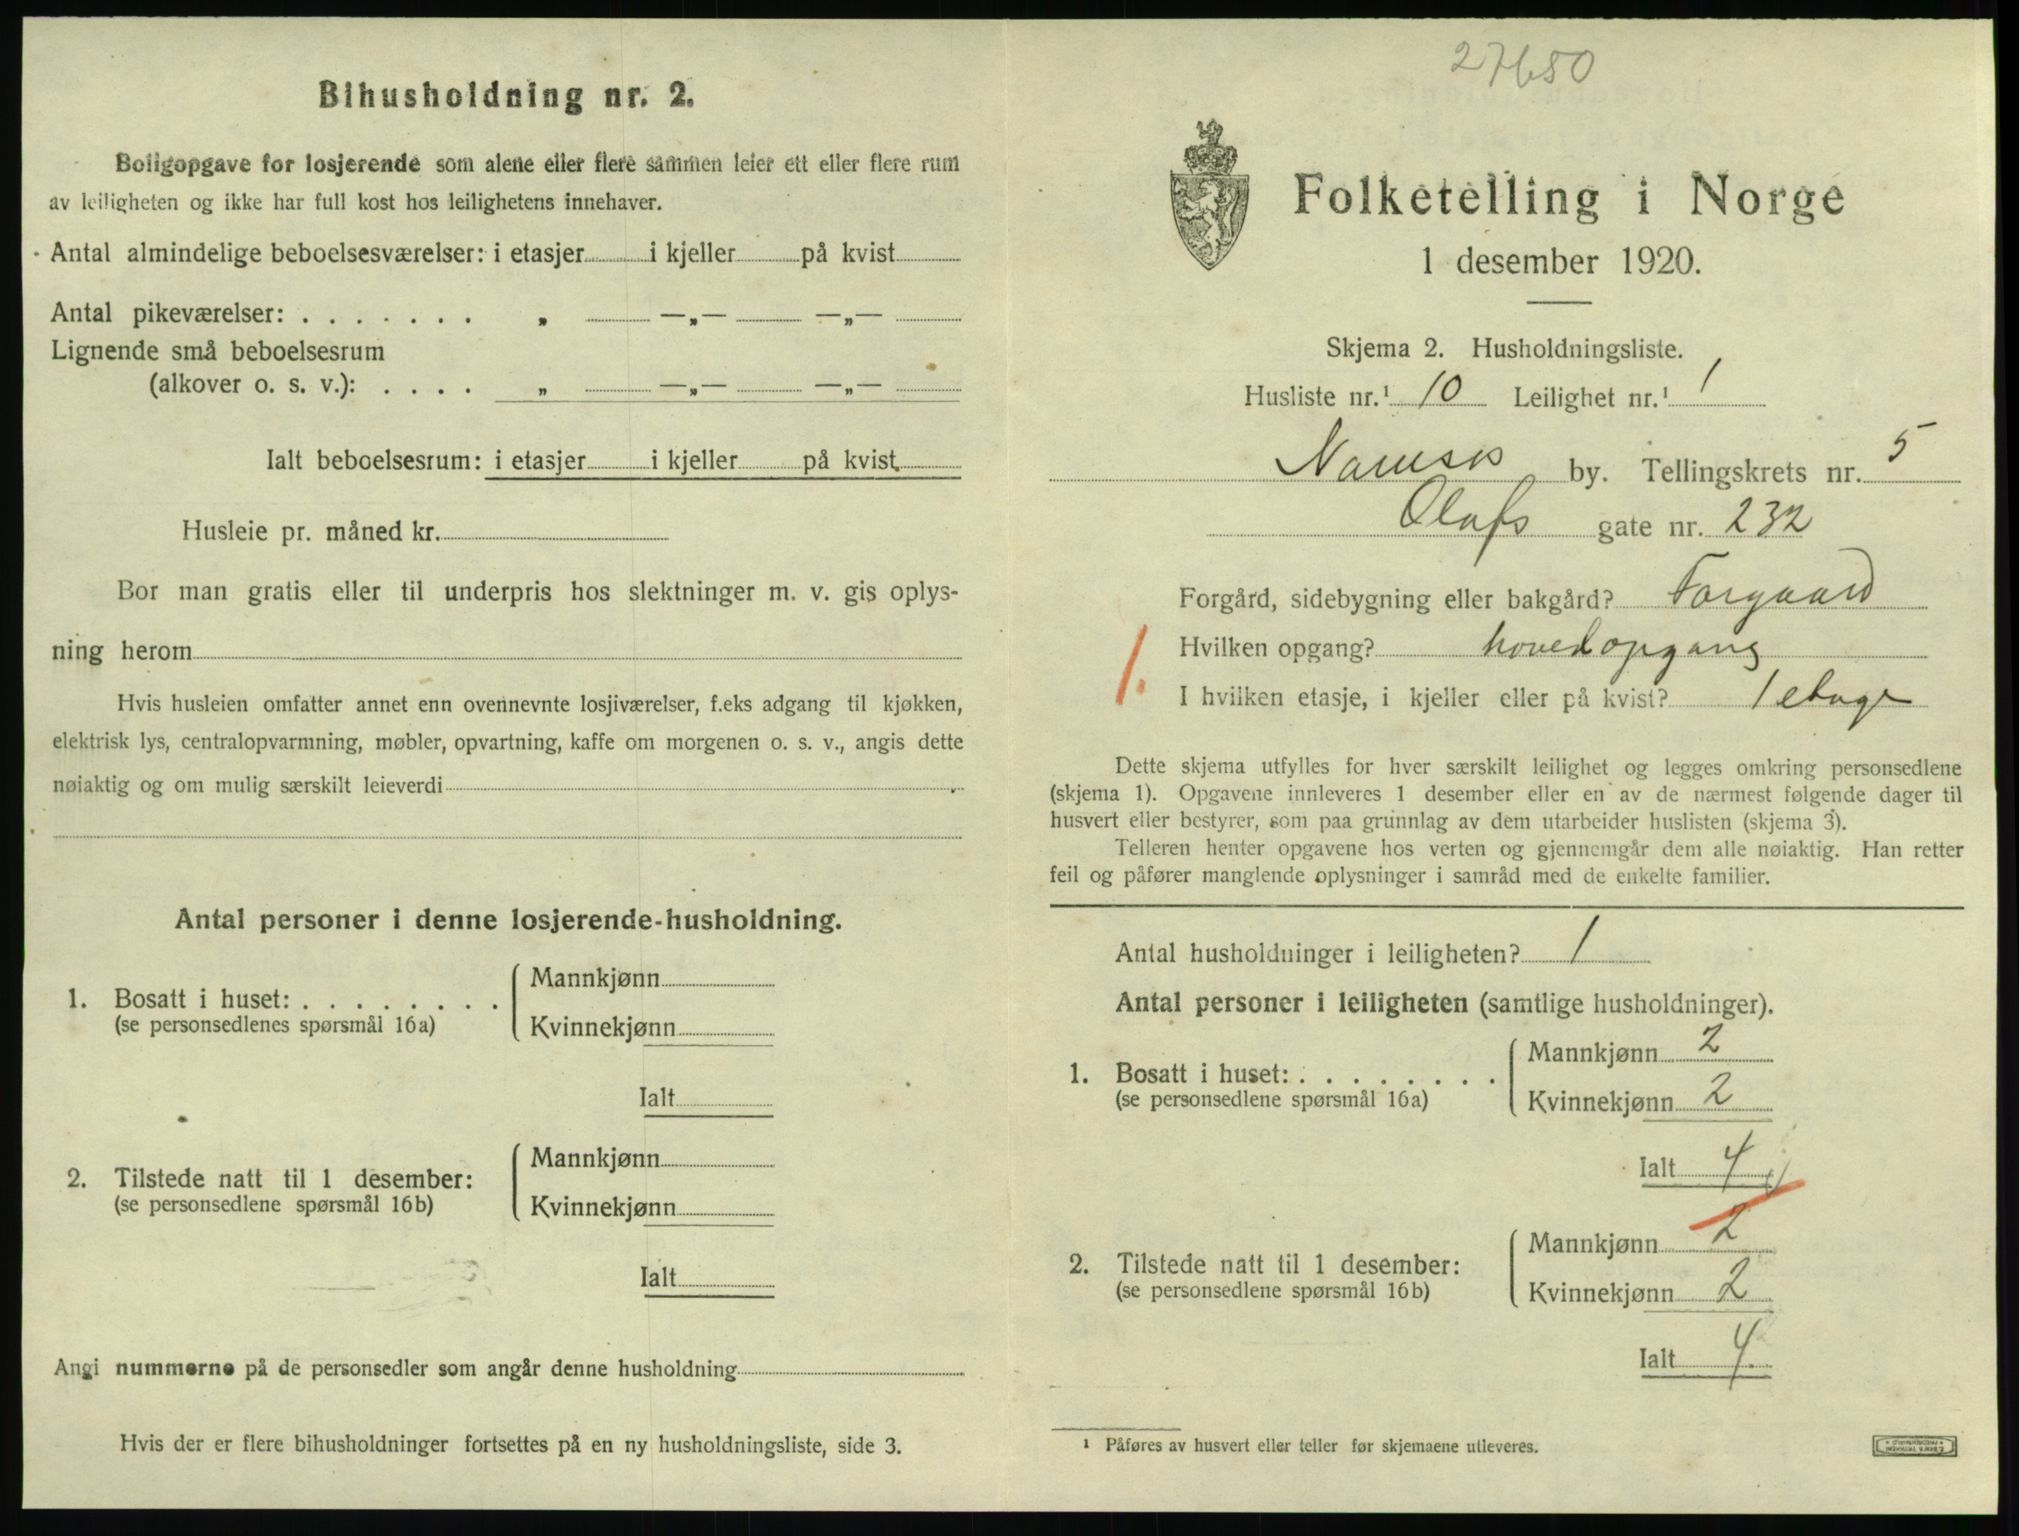 Bihusholdning nr. 2.
Boligopgave for losjerende som alene eller flere sammen leier ett eller flere rum
av leiligheten og ikke har full kost hos leilighetens innehaver.
Antal almindelige beboelsesværelser: i etasjer i kjeller på kvist
Antal pikeværelser: . . . . . . . „ —„— —„—
Lignende små beboelsesrum
(alkover o. s. v.): . . . . „ —„— —„—
Ialt beboelsesrum: i etasjer i kjeller på kvist
Husleie pr. måned kr.
Bor man gratis eller til underpris hos slektninger m. v. gis oplys-
ning herom
Hvis husleien omfatter annet enn ovennevnte losjiværelser, f.eks adgang til kjøkken,
elektrisk lys, centralopvarmning, møbler, opvartning, kaffe om morgenen o. s. v., angis dette
nøiaktig og om mulig særskilt leieverdi
Antal personer i denne losjerende-husholdning.
1. Bosatt i huset: . . . . . . . .
(se personsedlenes spørsmål 16a)
Mannkjønn
Kvinnekjønn
Ialt
2. Tilstede natt til 1 desember:
(se personsedlene spørsmål 16b)
Mannkjønn
Kvinnekjønn
Ialt
Angi nummerne på de personsedler som angår denne husholdning
Hvis der er flere bihusholdninger fortsettes på en ny husholdningsliste, side 3.
27650
Folketelling i Norge
1 desember 1920.
Skjema 2. Husholdningsliste.
Husliste nr.¹ 10 Leilighet nr.¹ 1
Namsos by. Tellingskrets nr. 5
Olafs gate nr. 232
Forgård, sidebygning eller bakgård? Forgaard
1. Hvilken opgang? hovedopgang
I hvilken etasje, i kjeller eller på kvist? 1 etage
Dette skjema utfylles for hver særskilt leilighet og legges omkring personsedlene
(skjema 1). Opgavene innleveres 1 desember eller en av de nærmest følgende dager til
husvert eller bestyrer, som paa grunnlag av dem utarbeider huslisten (skjema 3).
Telleren henter opgavene hos verten og gjennemgår dem alle nøiaktig. Han retter
feil og påfører manglende oplysninger i samråd med de enkelte familier.
Antal husholdninger i leiligheten? 1
Antal personer i leiligheten (samtlige husholdninger).
1. Bosatt i huset: . . . . . . . .
(se personsedlene spørsmål 16a)
Mannkjønn 2
Kvinnekjønn 2
Ialt 4
2. Tilstede natt til 1 desember:
(se personsedlene spørsmål 16b)
Mannkjønn 2
Kvinnekjønn 2
Ialt 4
¹ Påføres av husvert eller teller før skjemaene utleveres.